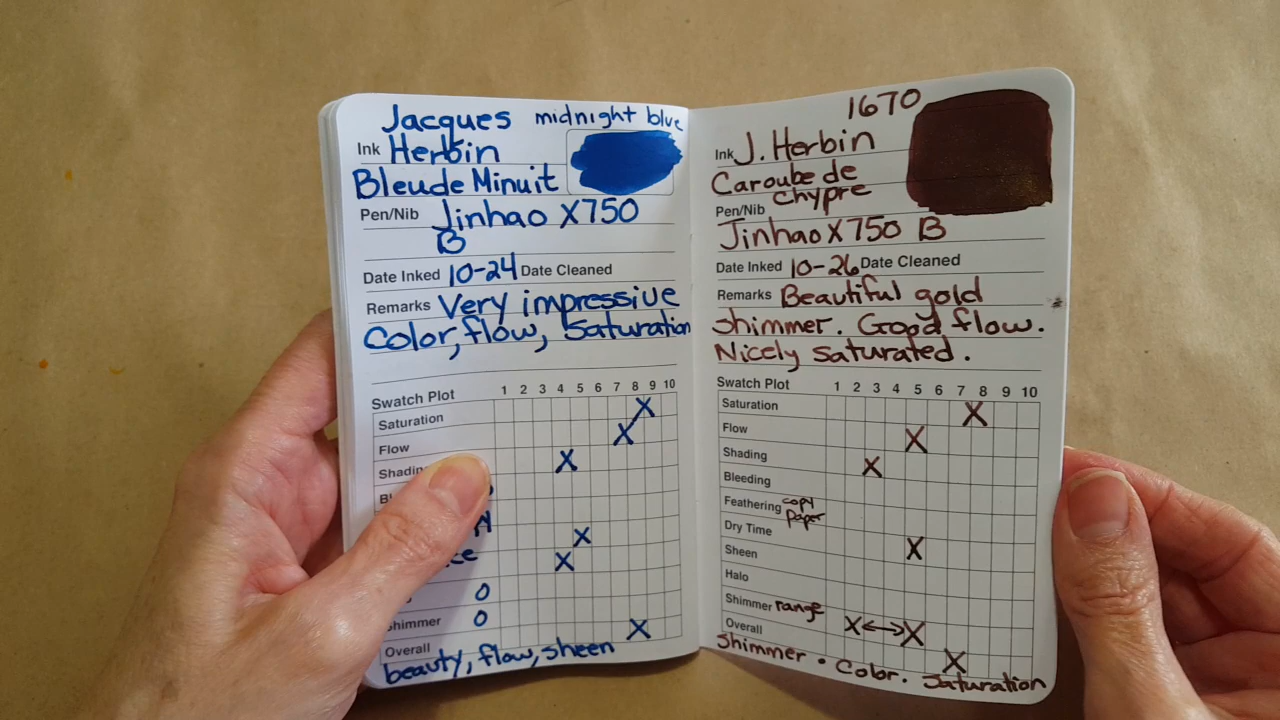 Jacques midnight blue
Ink Herbin
Bleu de Minuit
Pen/Nib Jinhao X750
B
Date Inked 10-24 Date Cleaned
Remarks Very impressive
Color, flow, Saturation
Swatch Plot 1 2 3 4 5 6 7 8 9 10
Saturation X
Flow X
Shading X
X
X
0
Shimmer 0
Overall X
beauty, flow, sheen
1670
Ink J. Herbin
Caroube de
chypre
Pen/Nib
Jinhao X750 B
Date Inked 10-26 Date Cleaned
Remarks Beautiful gold
shimmer. Good flow.
Nicely saturated.
Swatch Plot 1 2 3 4 5 6 7 8 9 10
Saturation X
Flow X
Shading X
Bleeding
Feathering copy
paper
Dry Time
Sheen X
Halo
Shimmer range X↔X
Overall X
Shimmer • Color. Saturation